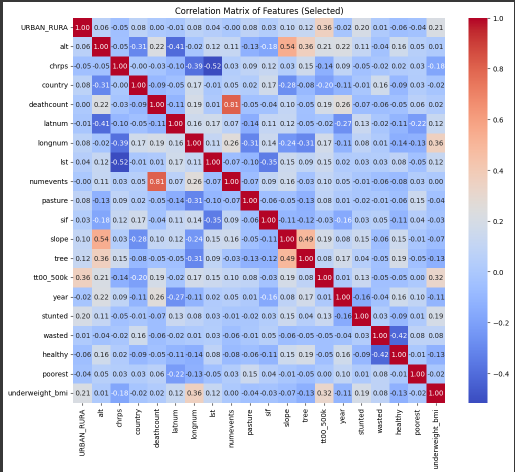 Correlation Matrix of Features (Selected)
URBAN_RURA 1.00 0.06 -0.05 0.08 0.00 -0.01 0.08 0.04 -0.00 0.08 0.03 0.10 0.12 0.36 -0.02 0.20 0.01 -0.06 -0.04 0.21
alt 0.06 1.00 -0.05 -0.31 0.22 -0.41 -0.02 0.12 0.11 -0.13 -0.18 0.54 0.36 0.21 0.22 0.11 -0.04 0.16 0.05 0.01
chrps -0.05 -0.05 1.00 -0.00 -0.03 -0.10 -0.39 -0.52 0.03 0.09 0.12 0.03 0.16 -0.14 0.09 -0.05 -0.02 0.02 0.03 -0.18
country 0.08 -0.31 -0.00 1.00 -0.09 -0.05 0.17 -0.01 0.05 0.02 0.17 -0.28 -0.08 -0.20 -0.11 -0.01 0.16 -0.09 0.03 -0.02
deathcount -0.00 0.22 -0.03 -0.09 1.00 -0.11 0.19 0.01 0.81 -0.05 -0.04 0.10 -0.05 0.19 0.26 -0.07 -0.06 -0.05 0.06 0.02
latnum -0.01 -0.41 -0.10 -0.05 -0.11 1.00 0.16 0.17 0.07 -0.14 0.11 0.12 -0.05 -0.02 -0.27 0.13 -0.02 -0.11 -0.22 0.12
longnum 0.08 -0.02 -0.39 0.17 0.19 0.16 1.00 0.11 0.26 -0.31 0.14 -0.24 -0.31 0.17 -0.11 0.08 0.01 -0.14 -0.13 0.36
lst -0.04 0.12 -0.52 -0.01 0.01 0.17 0.11 1.00 -0.07 -0.10 -0.35 0.15 0.09 0.15 0.02 0.03 0.03 0.08 -0.05 0.12
numevents -0.00 0.11 0.03 0.05 0.81 0.07 0.26 -0.07 1.00 -0.07 0.09 0.16 -0.03 0.10 0.05 0.01 -0.06 -0.08 0.03 0.00
pasture -0.08 -0.13 0.09 0.02 -0.05 -0.14 -0.31 -0.10 -0.07 1.00 -0.06 -0.05 -0.13 0.08 0.01 0.08 -0.05 -0.06 0.15 -0.04
sif -0.03 -0.18 0.12 0.17 -0.04 0.11 0.14 -0.35 0.09 -0.06 1.00 -0.11 -0.12 -0.03 -0.16 0.03 -0.05 -0.11 -0.04 -0.03
slope 0.10 0.54 0.03 -0.28 0.10 0.12 -0.24 0.15 0.16 -0.05 -0.11 1.00 0.49 0.19 0.08 0.15 -0.06 0.15 -0.01 -0.07
tree 0.12 0.36 0.16 -0.08 -0.05 -0.05 -0.31 0.09 -0.03 -0.13 -0.12 0.49 1.00 0.08 0.17 0.04 -0.05 0.19 -0.05 -0.13
tt00_500k 0.36 0.21 -0.14 -0.20 0.19 -0.02 0.17 0.15 0.10 0.08 -0.03 0.19 0.08 1.00 0.01 0.13 -0.05 -0.05 0.00 0.32
year -0.02 0.22 0.09 -0.11 0.26 -0.27 -0.11 0.02 0.05 0.01 -0.16 0.08 0.17 0.01 1.00 -0.16 -0.04 0.16 0.10 -0.11
stunted 0.20 0.11 -0.05 -0.01 -0.07 0.13 0.08 0.03 0.01 0.08 0.03 0.15 0.04 0.13 -0.16 1.00 0.03 -0.09 -0.01 0.19
wasted 0.01 -0.04 -0.02 0.16 -0.06 -0.02 0.01 0.03 -0.06 -0.05 -0.05 -0.06 -0.05 -0.05 -0.04 0.03 1.00 -0.42 0.08 0.01
healthy -0.06 0.16 0.02 -0.09 -0.05 -0.11 -0.14 0.08 -0.08 -0.06 -0.11 0.15 0.19 -0.05 0.16 -0.09 -0.42 1.00 -0.01 -0.13
poorest -0.04 0.05 0.03 0.03 0.06 -0.22 -0.13 -0.05 0.03 0.15 -0.04 -0.01 -0.05 0.00 0.10 -0.01 0.08 -0.01 1.00 -0.02
underweight_bmi 0.21 0.01 -0.18 -0.02 0.02 0.12 0.36 0.12 0.00 -0.04 -0.03 -0.07 -0.13 0.32 -0.11 0.19 0.01 -0.13 -0.02 1.00
URBAN_RURA alt chrps country deathcount latnum longnum lst numevents pasture sif slope tree tt00_500k year stunted wasted healthy poorest underweight_bmi
1.0
0.8
0.6
0.4
0.2
0.0
−0.2
−0.4